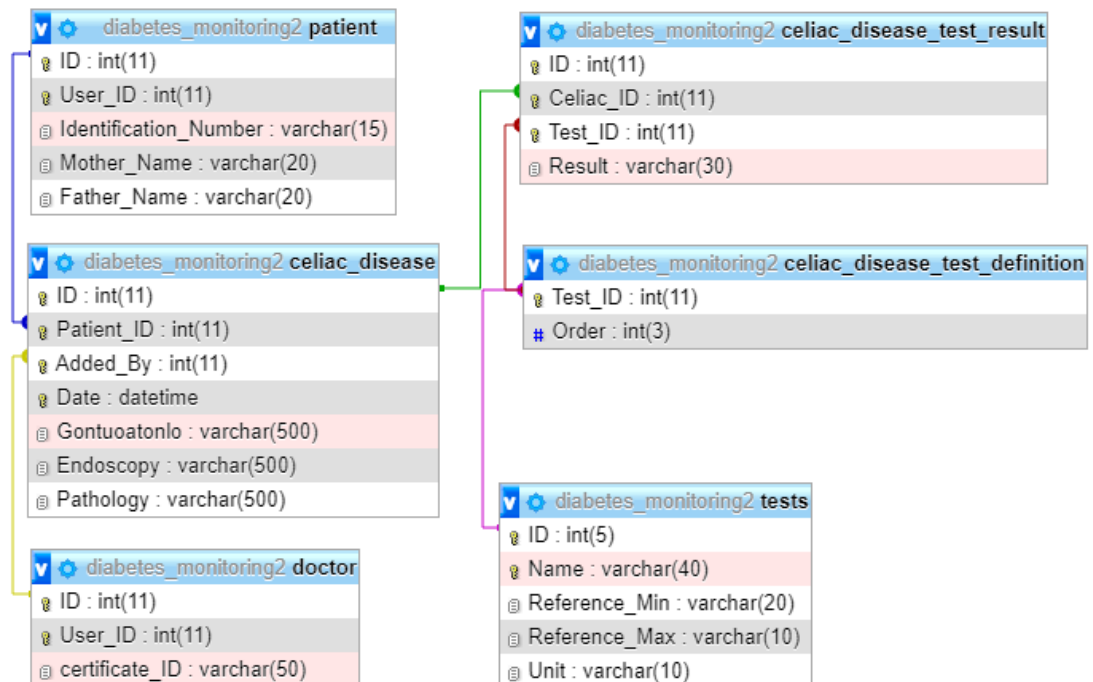 diabetes_monitoring2 patient
ID : int(11)
User_ID : int(11)
Identification_Number : varchar(15)
Mother_Name : varchar(20)
Father_Name : varchar(20)
diabetes_monitoring2 celiac_disease
ID : int(11)
Patient_ID : int(11)
Added_By : int(11)
Date : datetime
Gontuoatonlo : varchar(500)
Endoscopy : varchar(500)
Pathology : varchar(500)
diabetes_monitoring2 doctor
ID : int(11)
User_ID : int(11)
certificate_ID : varchar(50)
diabetes_monitoring2 celiac_disease_test_result
ID : int(11)
Celiac_ID : int(11)
Test_ID : int(11)
Result : varchar(30)
diabetes_monitoring2 celiac_disease_test_definition
Test_ID : int(11)
# Order : int(3)
diabetes_monitoring2 tests
ID : int(5)
Name : varchar(40)
Reference_Min : varchar(20)
Reference_Max : varchar(10)
Unit : varchar(10)